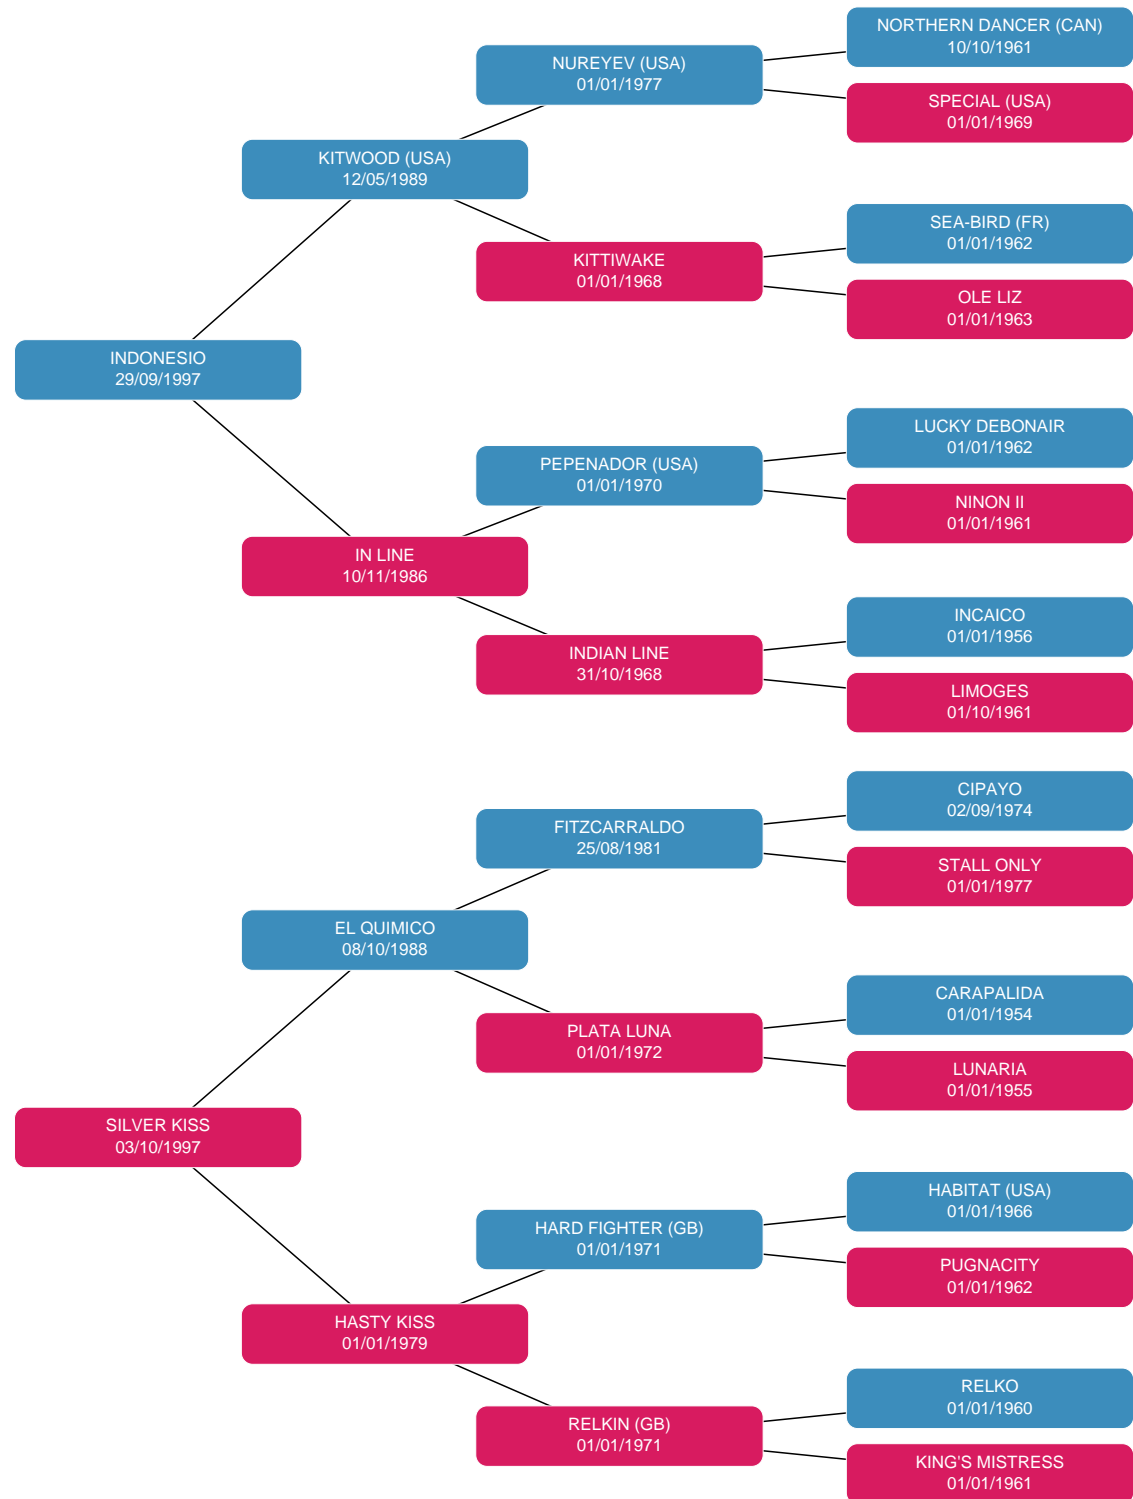 NORTHERN DANCER (CAN)
10/10/1961
NUREYEV (USA)
01/01/1977
SPECIAL (USA)
01/01/1969
KITWOOD (USA)
12/05/1989
SEA-BIRD (FR)
01/01/1962
KITTIWAKE
01/01/1968
OLE LIZ
01/01/1963
INDONESIO
29/09/1997
LUCKY DEBONAIR
01/01/1962
PEPENADOR (USA)
01/01/1970
NINON II
01/01/1961
IN LINE
10/11/1986
INCAICO
01/01/1956
INDIAN LINE
31/10/1968
LIMOGES
01/10/1961
CIPAYO
02/09/1974
FITZCARRALDO
25/08/1981
STALL ONLY
01/01/1977
EL QUIMICO
08/10/1988
CARAPALIDA
01/01/1954
PLATA LUNA
01/01/1972
LUNARIA
01/01/1955
SILVER KISS
03/10/1997
HABITAT (USA)
01/01/1966
HARD FIGHTER (GB)
01/01/1971
PUGNACITY
01/01/1962
HASTY KISS
01/01/1979
RELKO
01/01/1960
RELKIN (GB)
01/01/1971
KING'S MISTRESS
01/01/1961